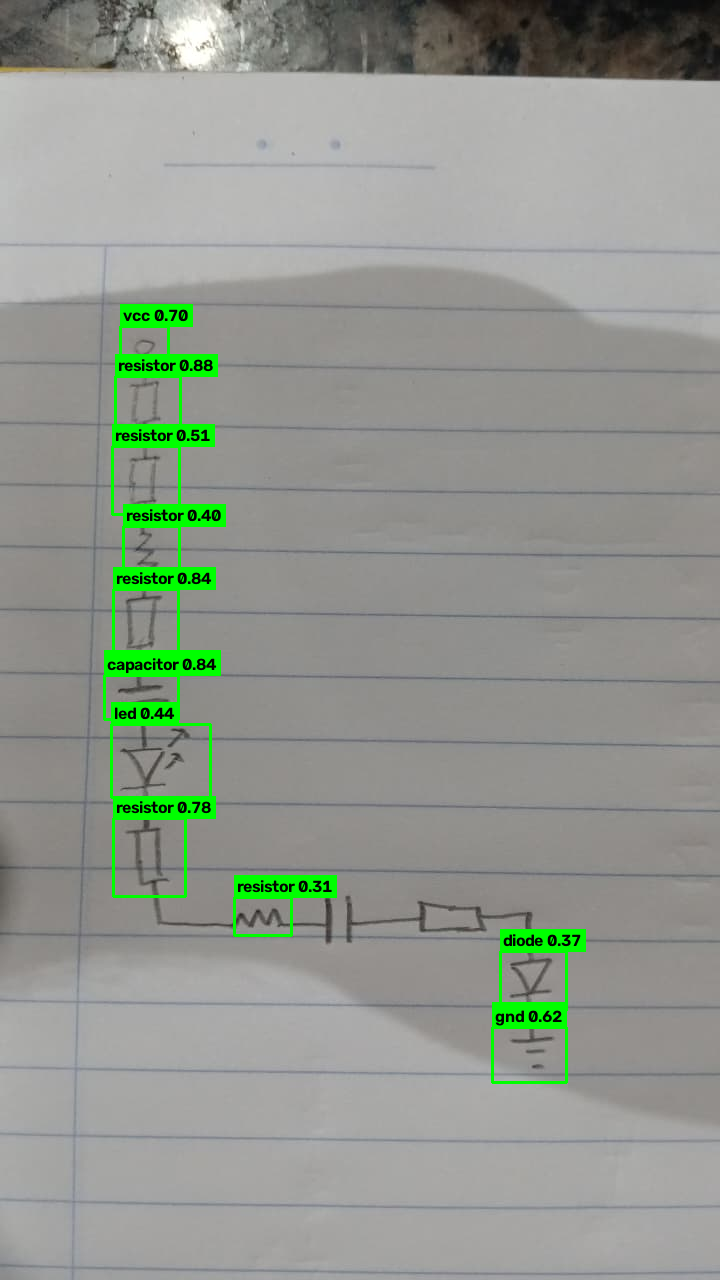 vcc 0.70
resistor 0.88
resistor 0.51
resistor 0.40
resistor 0.84
capacitor 0.84
led 0.44
resistor 0.78
resistor 0.31
diode 0.37
gnd 0.62